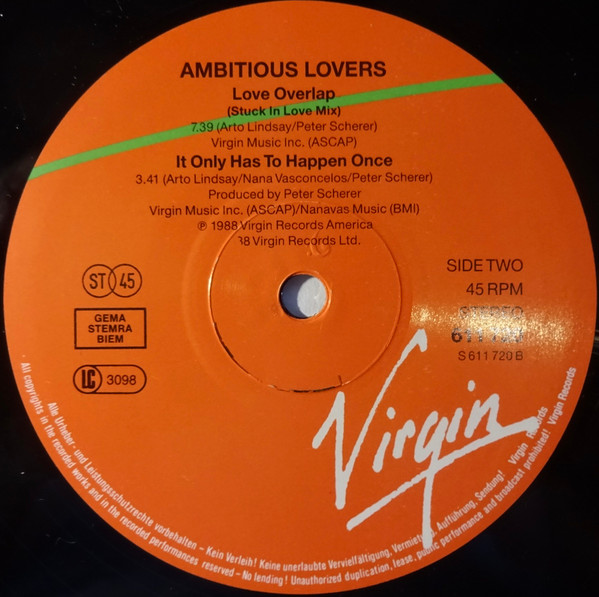 AMBITIOUS LOVERS
Love Overlap
(Stuck In Love Mix)
7.39 (Arto Lindsay/Peter Scherer)
Virgin Music Inc. (ASCAP)
It Only Has To Happen Once
3.41 (Arto Lindsay/Nana Vasconcelos/Peter Scherer)
Produced by Peter Scherer
Virgin Music Inc. (ASCAP)/Nanavas Music (BMI)
℗ 1988 Virgin Records America
Virgin Records Ltd.
ST 45
SIDE TWO
45 RPM
STEREO
S 611 720 B
GEMA
STEMRA
BIEM
LC 3098
Virgin
Alle Urheber- und Leistungsschutzrechte vorbehalten – Kein Verleih! Keine unerlaubte Vervielfältigung, Vermietung, Aufführung, Sendung! Virgin Records
All copyrights in the recorded works and in the recorded performances reserved – No lending! Unauthorized duplication, lease, public performance and broadcast prohibited! Virgin Records